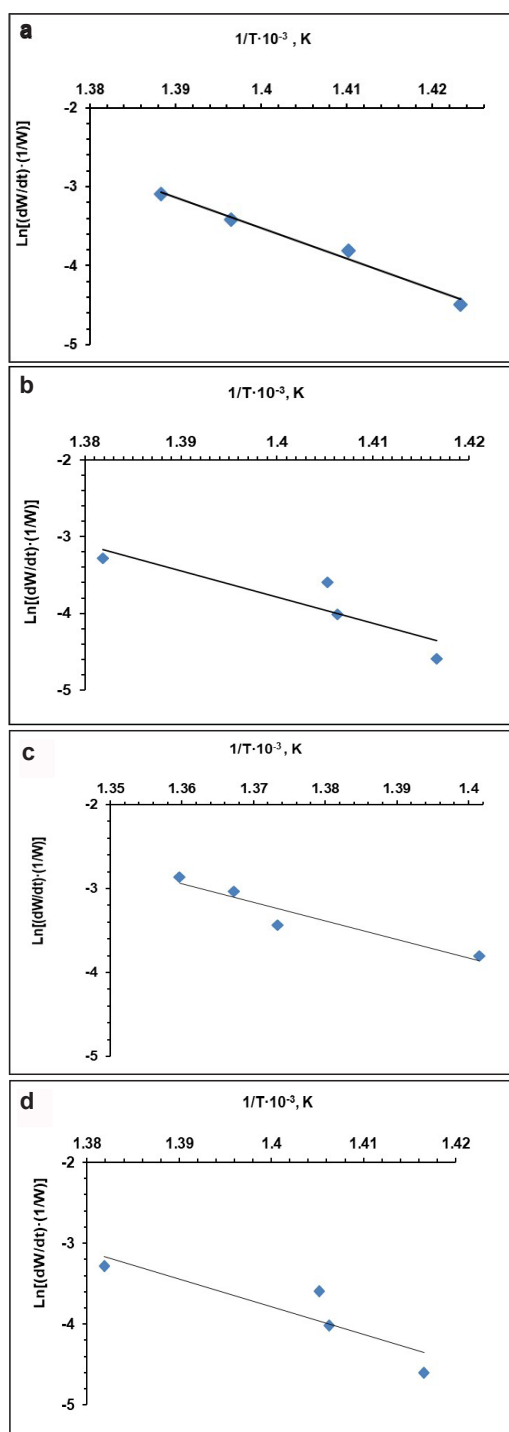 a
1/T·10⁻³ , K
1.38 1.39 1.4 1.41 1.42
-2
-3
-4
-5
Ln[(dW/dt)·(1/W)]
b
1/T·10⁻³, K
1.38 1.39 1.4 1.41 1.42
-2
-3
-4
-5
Ln[(dW/dt)·(1/W)]
c
1/T·10⁻³, K
1.35 1.36 1.37 1.38 1.39 1.4
-2
-3
-4
-5
Ln[(dW/dt)·(1/W)]
d
1/T·10⁻³, K
1.38 1.39 1.4 1.41 1.42
-2
-3
-4
-5
Ln[(dW/dt)·(1/W)]